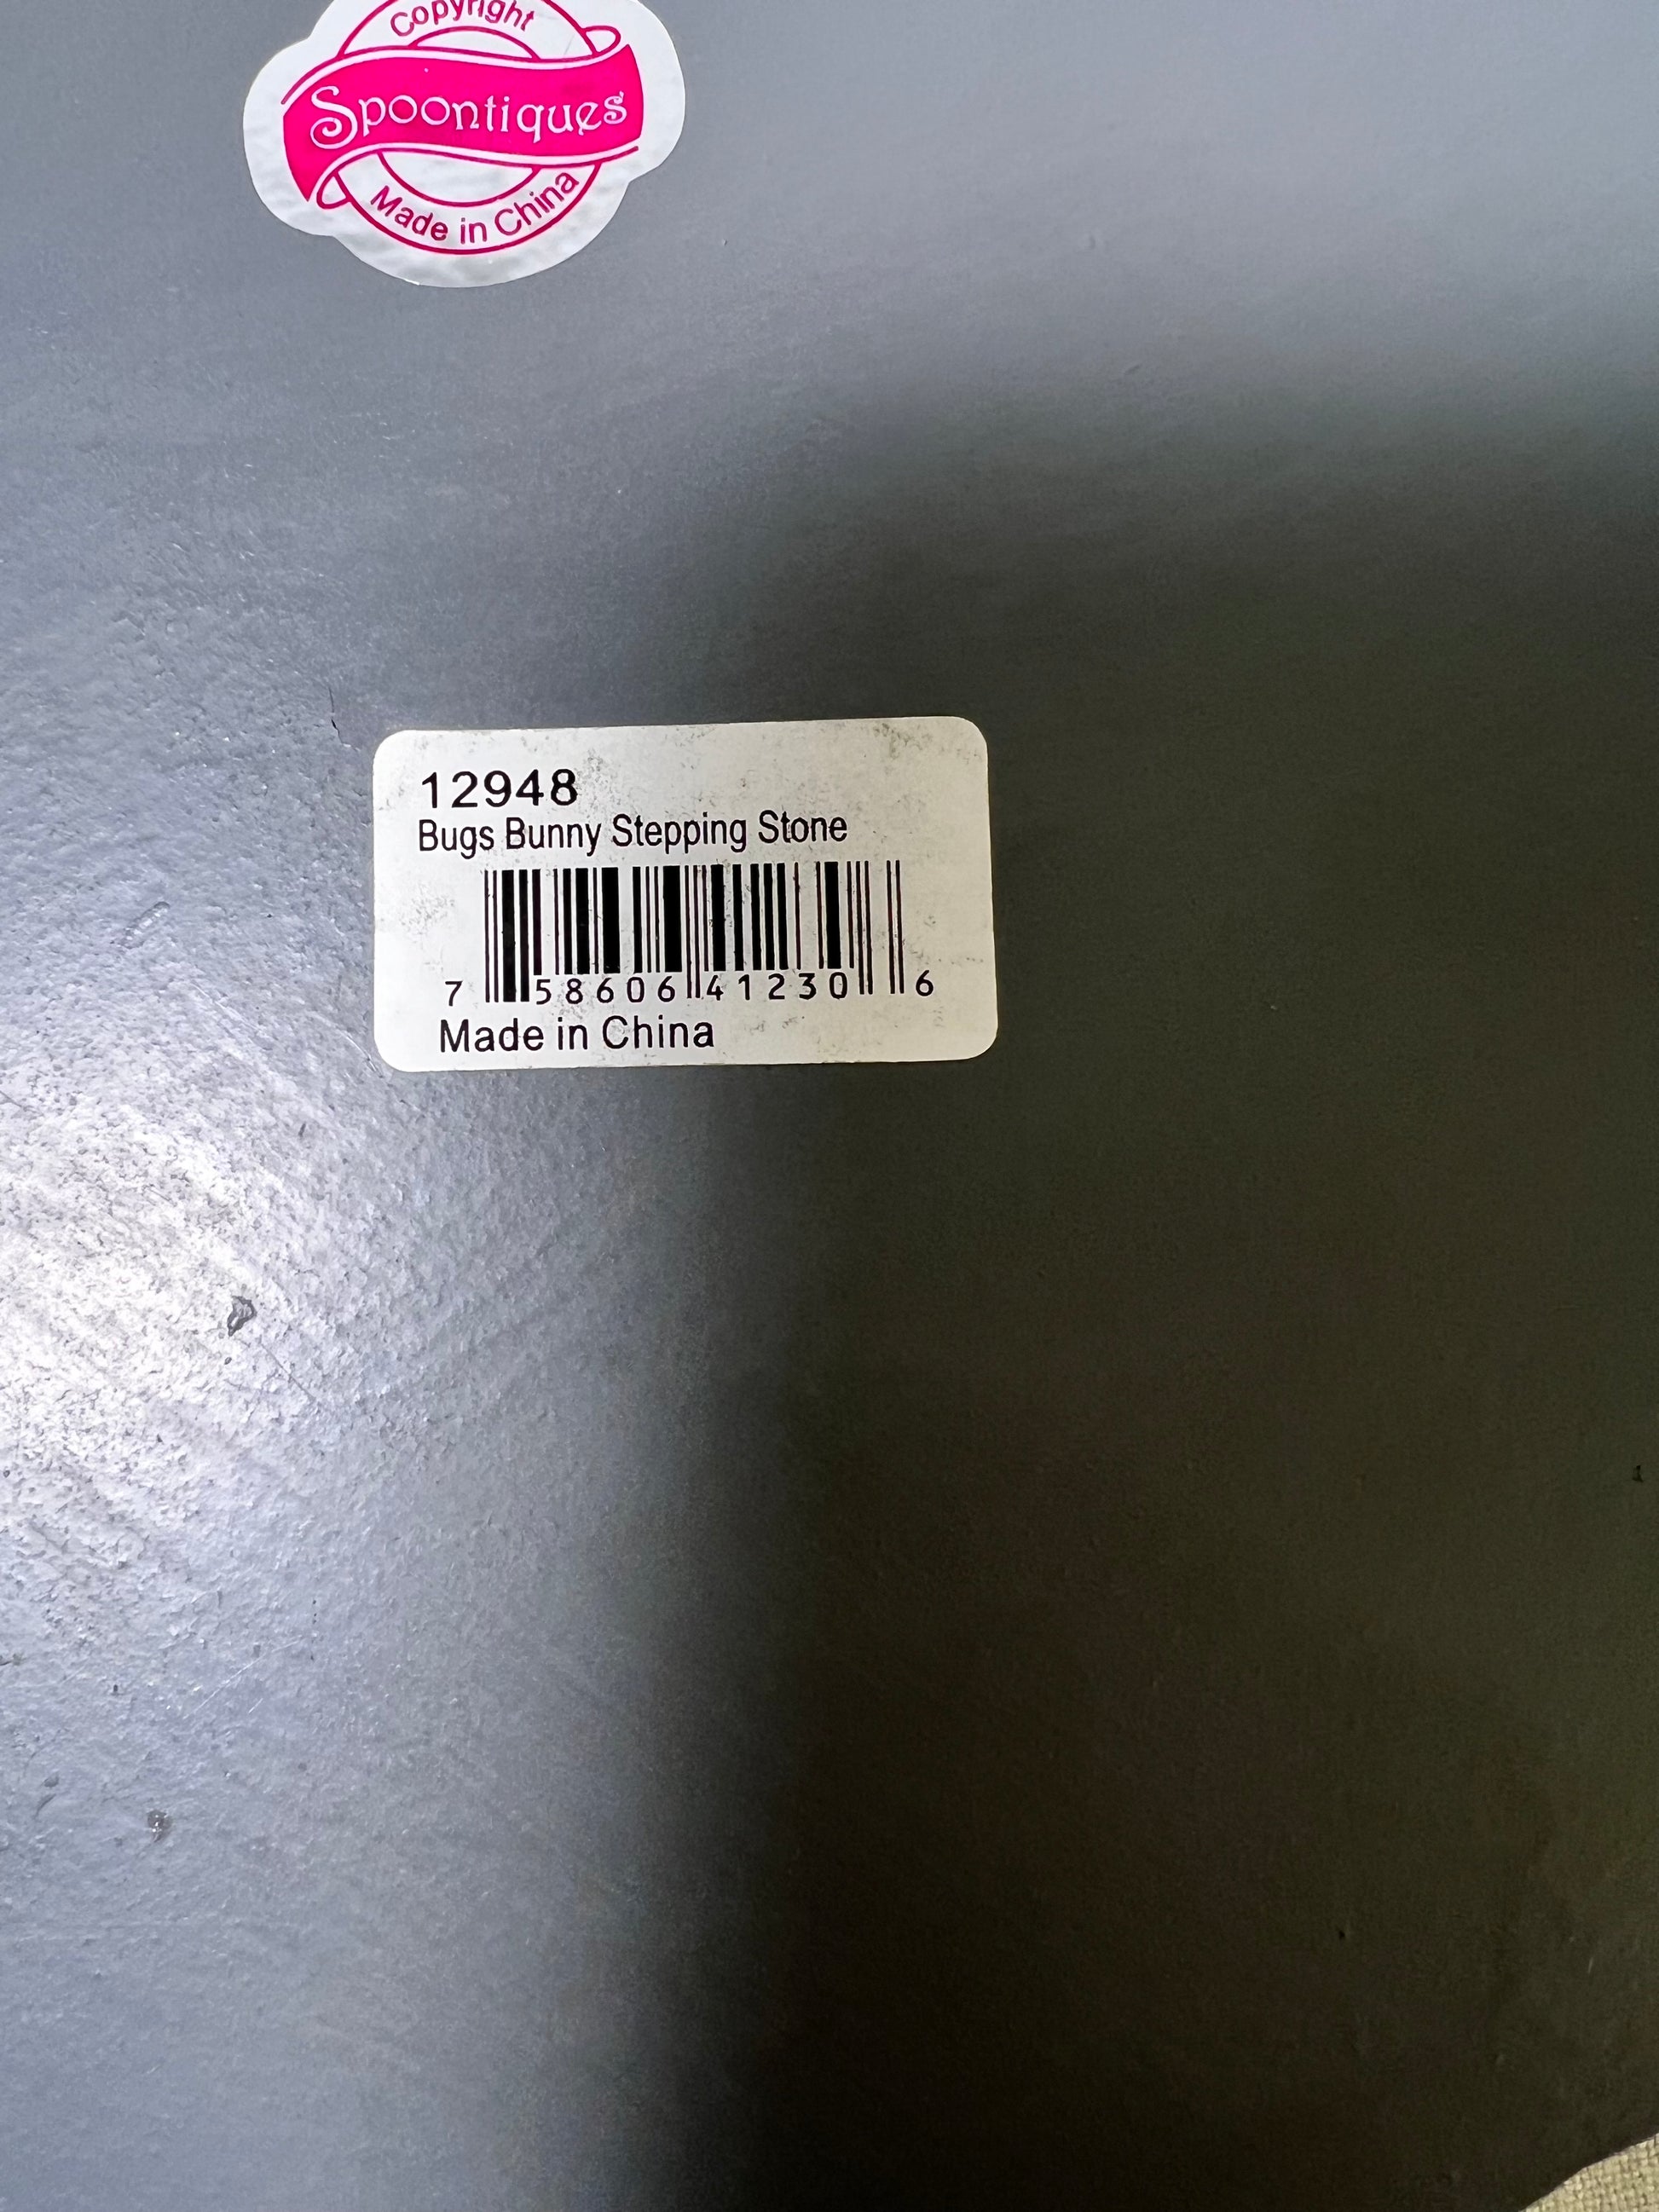 Copyright
Spoontiques
Made in China
12948
Bugs Bunny Stepping Stone
7 58606 41230 6
Made in China